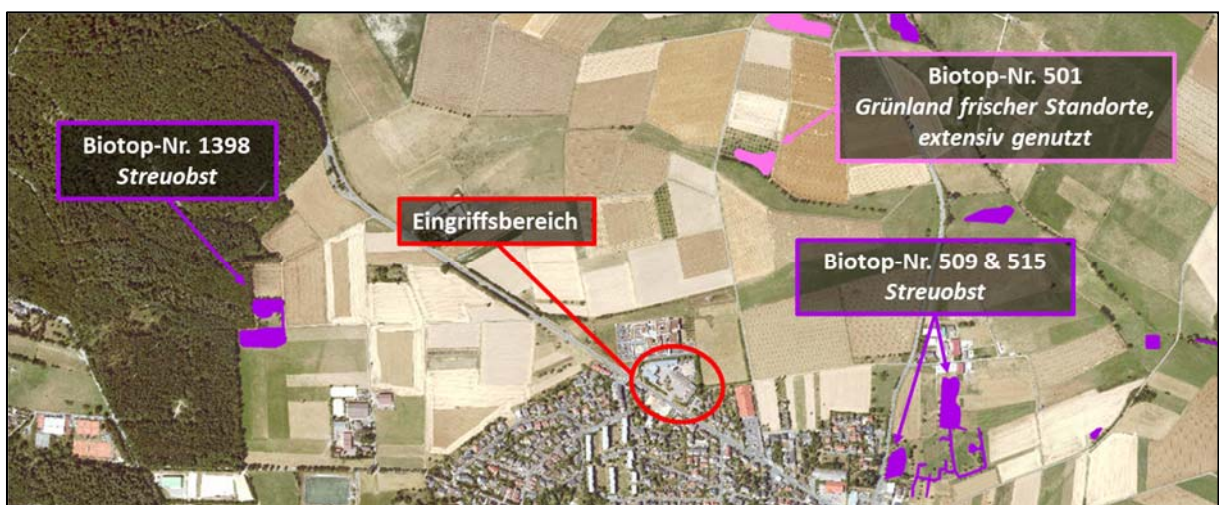 Biotop-Nr. 501
Grünland frischer Standorte,
extensiv genutzt
Biotop-Nr. 1398
Streuobst
Eingriffsbereich
Biotop-Nr. 509 & 515
Streuobst